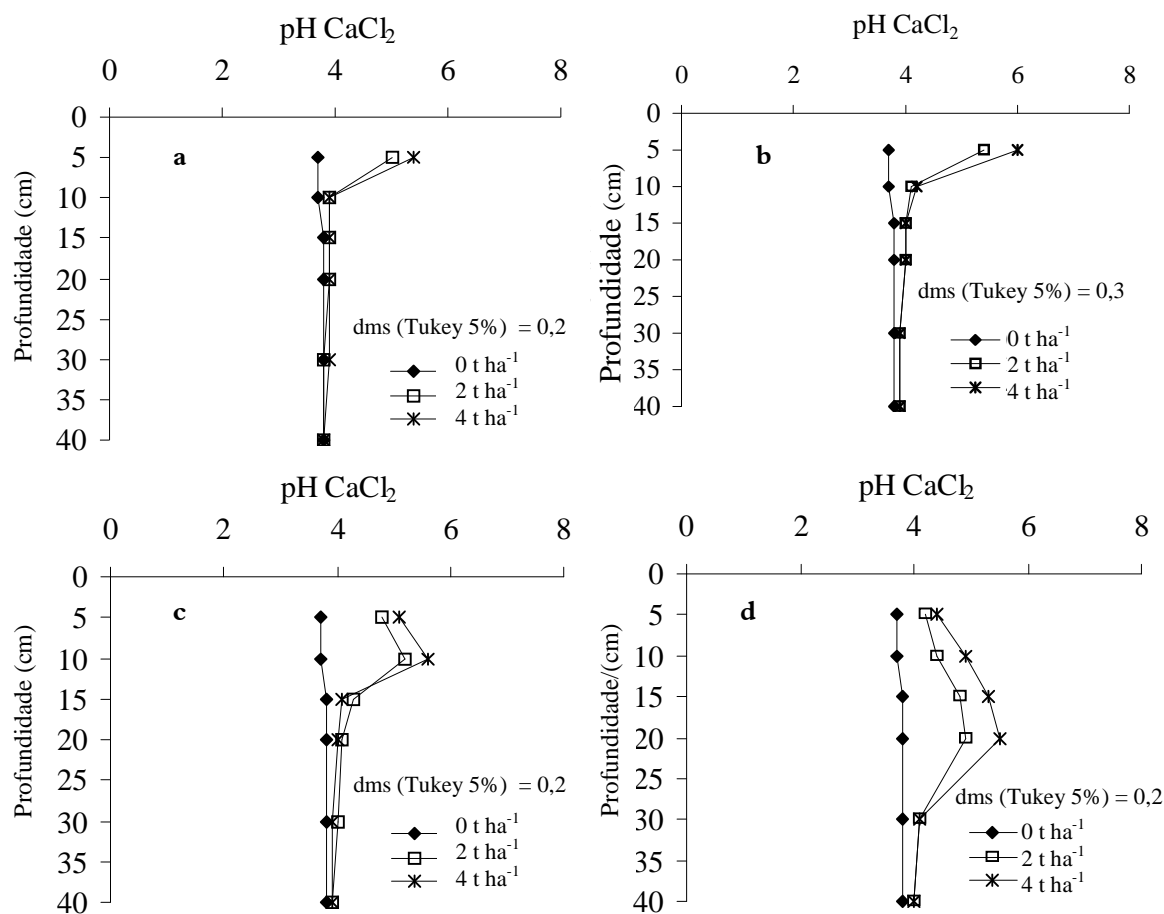 pH CaCl₂
0 2 4 6 8
0
5
10
15
20
25
30
35
40
Profundidade (cm)
a
dms (Tukey 5%) = 0,2
0 t ha⁻¹
2 t ha⁻¹
4 t ha⁻¹
pH CaCl₂
0 2 4 6 8
0
5
10
15
20
25
30
35
40
Profundidade (cm)
b
dms (Tukey 5%) = 0,3
0 t ha⁻¹
2 t ha⁻¹
4 t ha⁻¹
pH CaCl₂
0 2 4 6 8
0
5
10
15
20
25
30
35
40
Profundidade (cm)
c
dms (Tukey 5%) = 0,2
0 t ha⁻¹
2 t ha⁻¹
4 t ha⁻¹
pH CaCl₂
0 2 4 6 8
0
5
10
15
20
25
30
35
40
Profundidade/(cm)
d
dms (Tukey 5%) = 0,2
0 t ha⁻¹
2 t ha⁻¹
4 t ha⁻¹